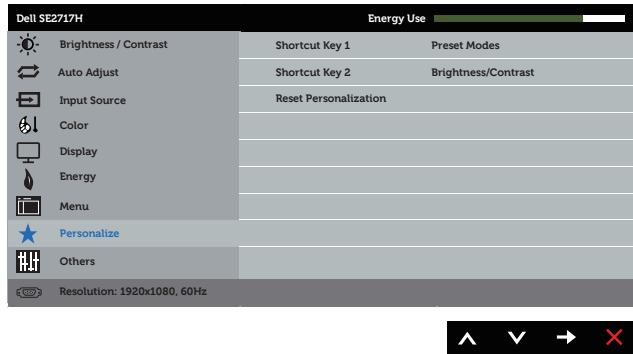 Dell SE2717H Energy Use
Brightness / Contrast
Shortcut Key 1 Preset Modes
Auto Adjust
Shortcut Key 2 Brightness/Contrast
Input Source
Reset Personalization
Color
Display
Energy
Menu
Personalize
Others
Resolution: 1920x1080, 60Hz